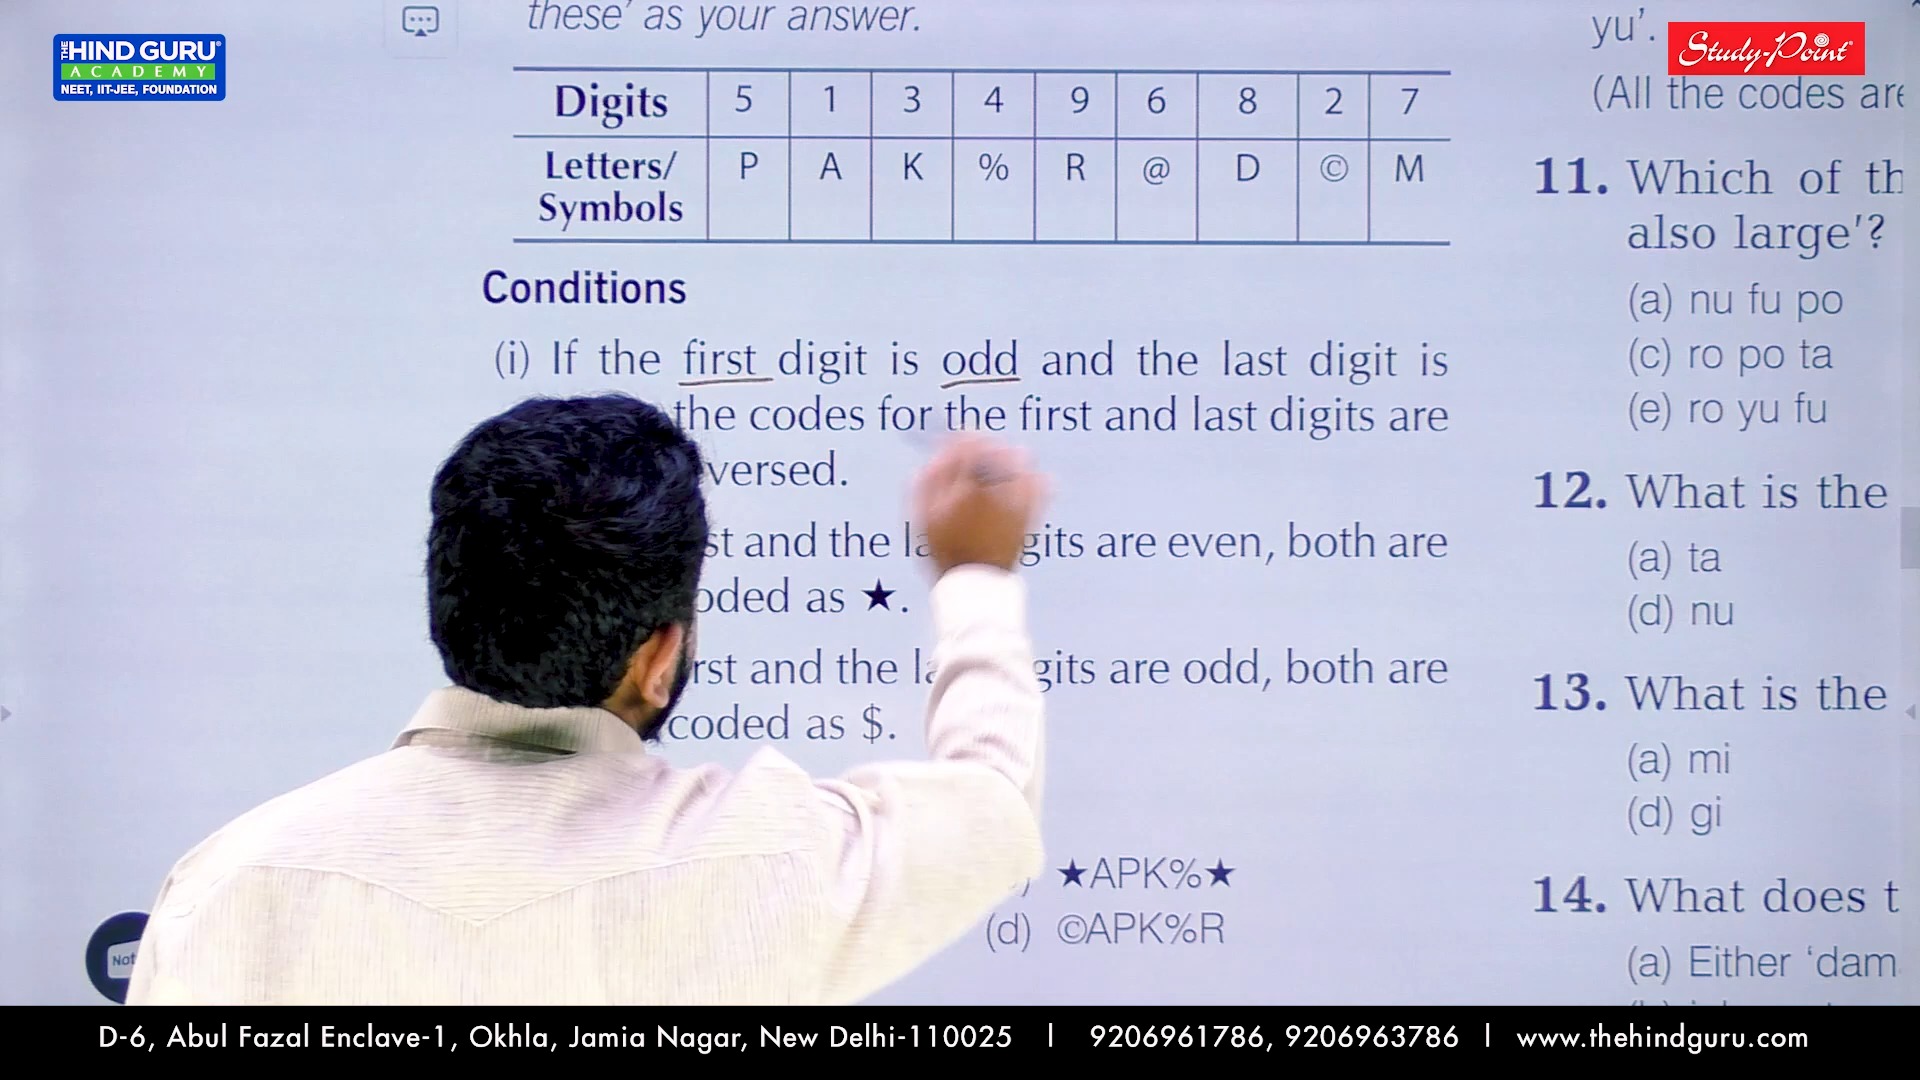 these' as your answer.
THE HIND GURU
ACADEMY
NEET, IIT-JEE, FOUNDATION
Digits 5 1 3 4 9 6 8 2 7
Letters/ Symbols P A K % R @ D © M
Conditions
(i) If the first digit is odd and the last digit is
the codes for the first and last digits are
versed.
and the gits are even, both are
as ★.
and the gits are odd, both are
coded as $.
★APK%★
(d) ©APK%R
yu'.
Study-Point
(All the codes are
11. Which of th
also large'?
(a) nu fu po
(c) ro po ta
(e) ro yu fu
12. What is the
(a) ta
(d) nu
13. What is the
(a) mi
(d) gi
14. What does t
(a) Either 'dam
Not
D-6, Abul Fazal Enclave-1, Okhla, Jamia Nagar, New Delhi-110025 | 9206961786, 9206963786 | www.thehindguru.com